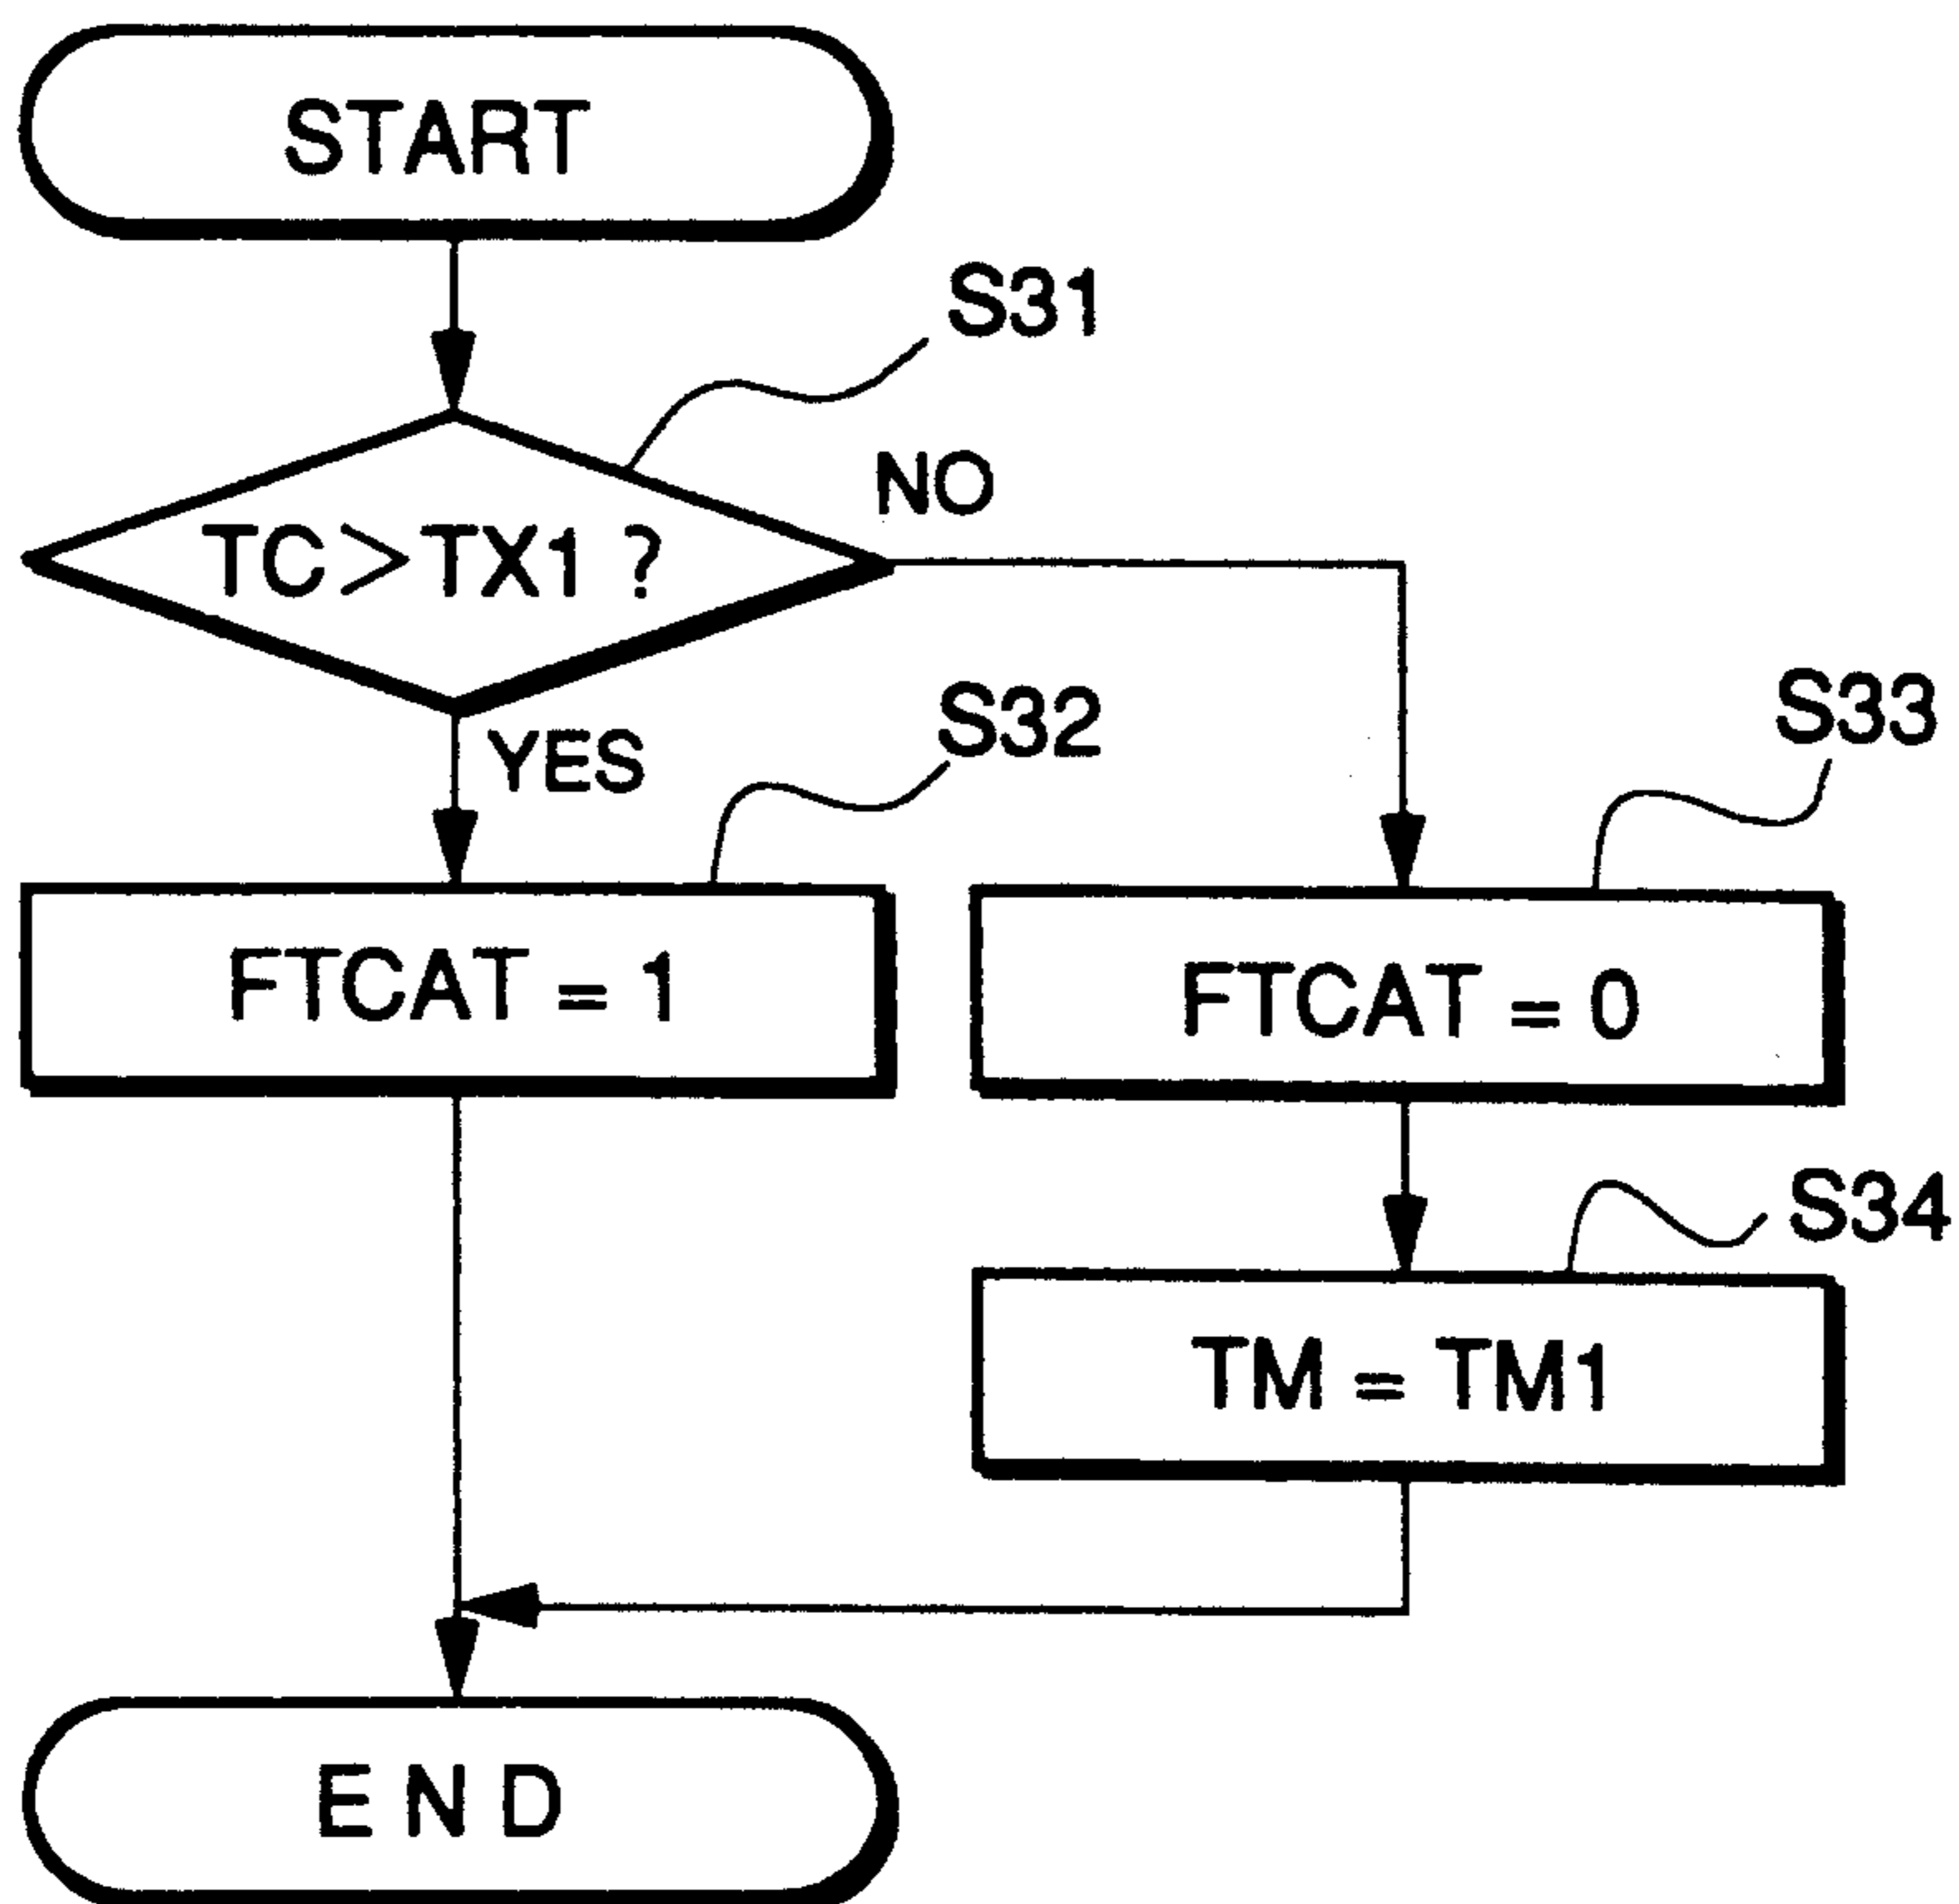 START
S31
NO
TC>TX1 ?
YES
S32
S33
FTCAT = 1
FTCAT = 0
S34
TM = TM1
END